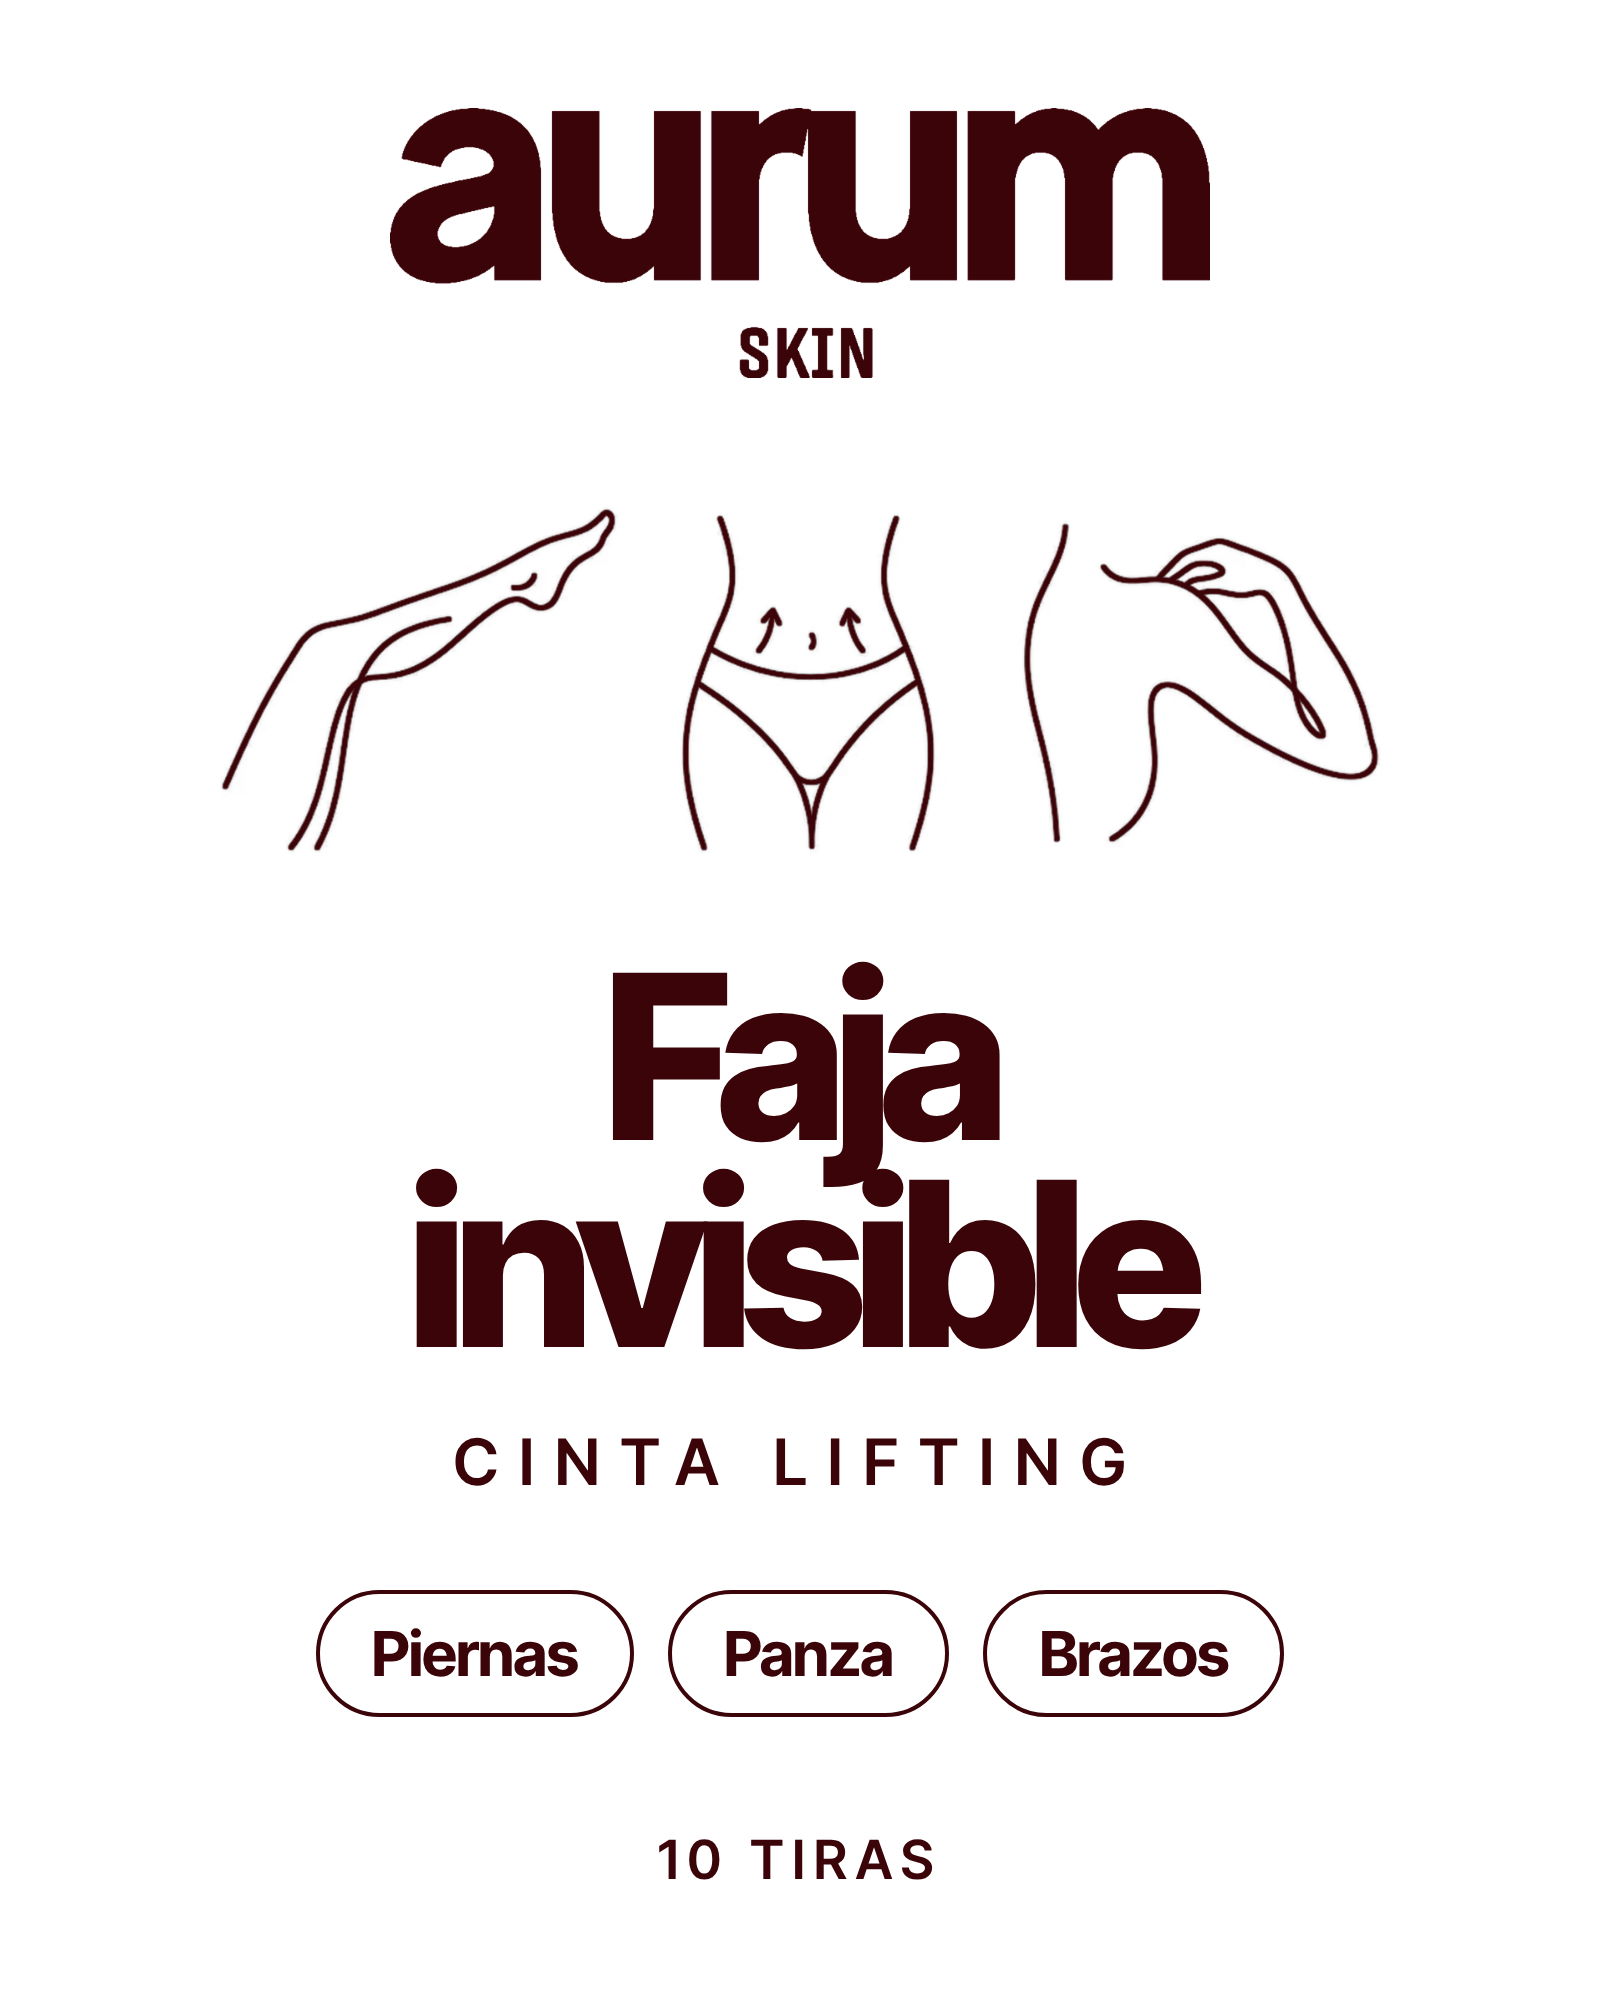 aurum
SKIN
Faja
invisible
CINTA LIFTING
Piernas Panza Brazos
10 TIRAS